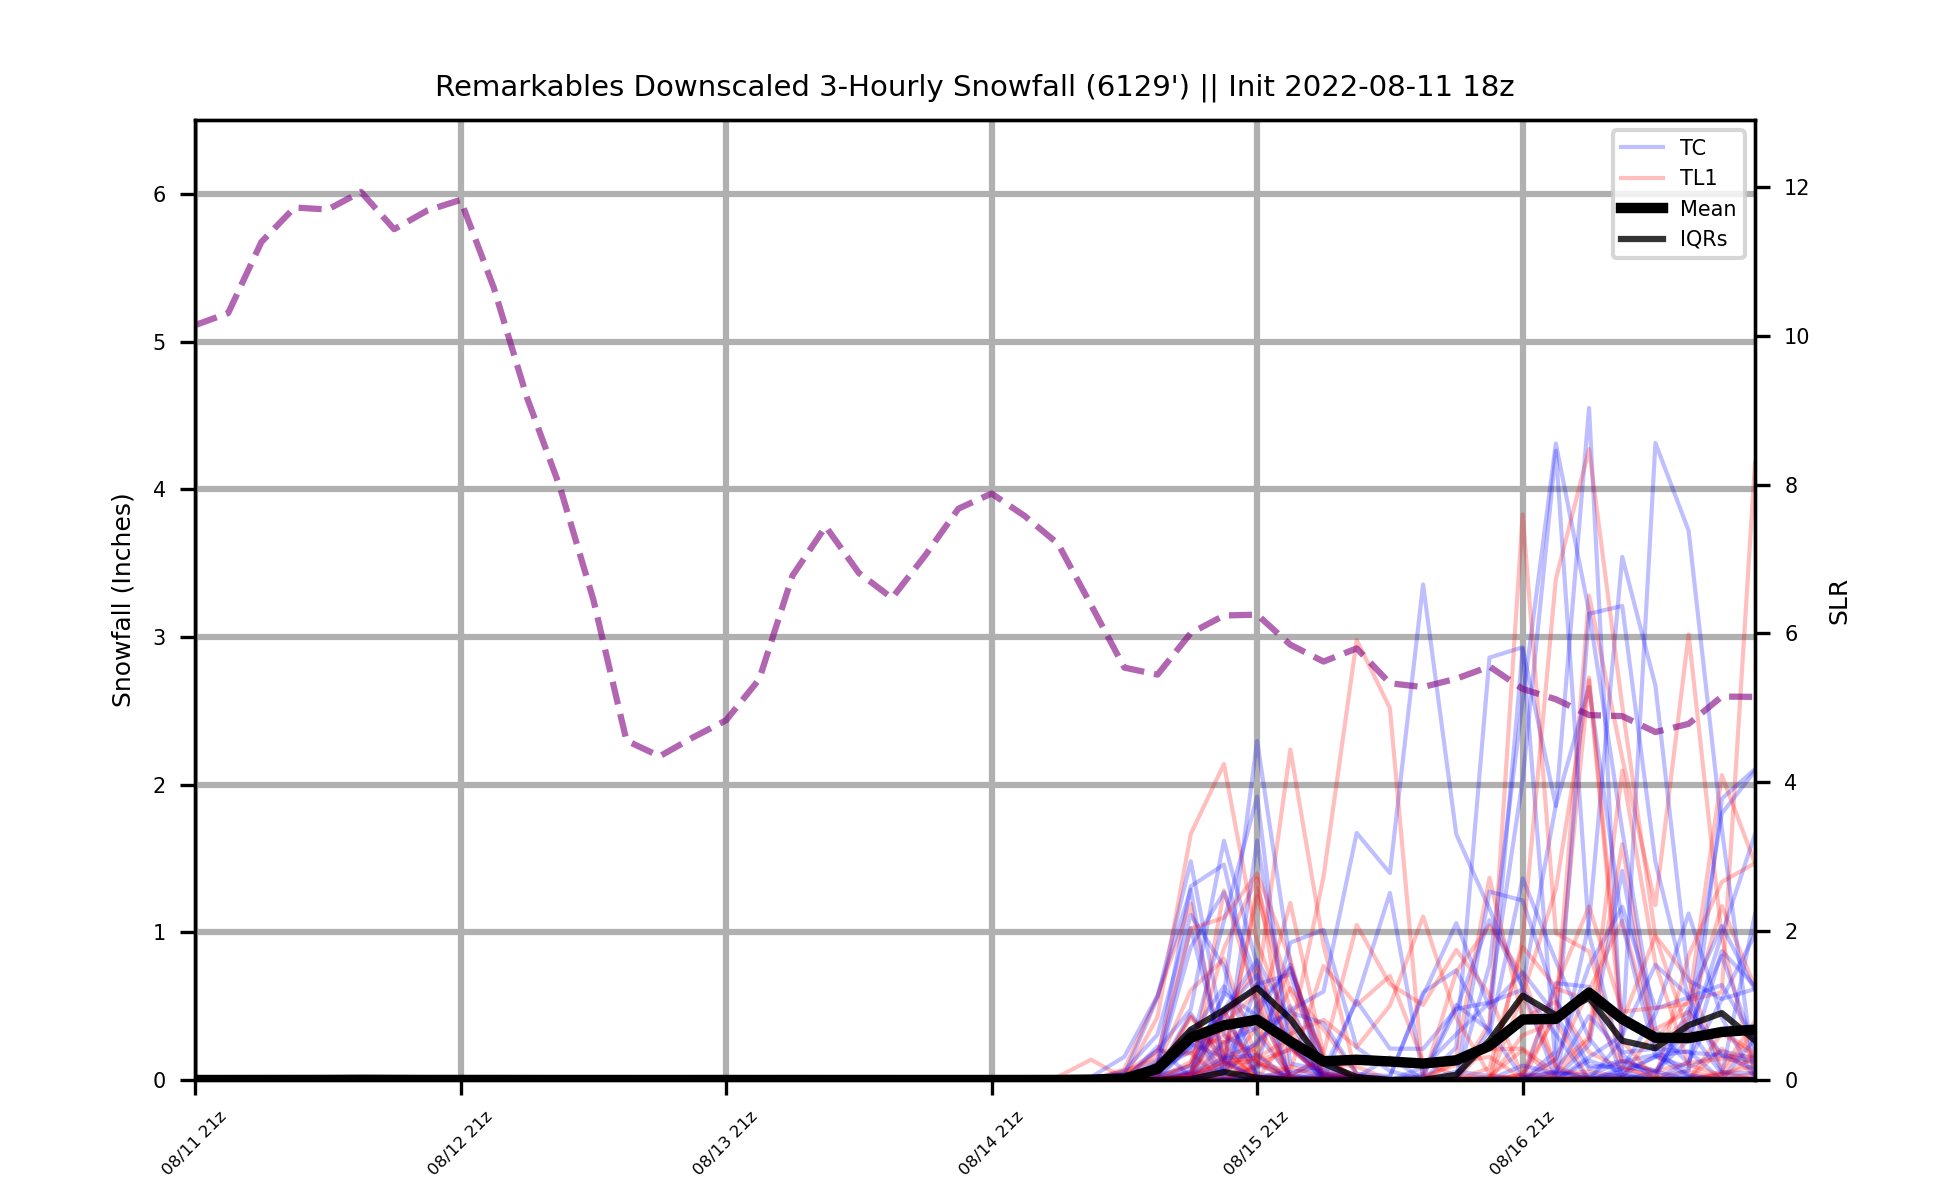 Remarkables Downscaled 3-Hourly Snowfall (6129') || Init 2022-08-11 18z
TC
TL1
Mean
IQRs
Snowfall (Inches)
6
5
4
3
2
1
0
12
10
8
6
4
2
0
SLR
08/11 21z
08/12 21z
08/13 21z
08/14 21z
08/15 21z
08/16 21z